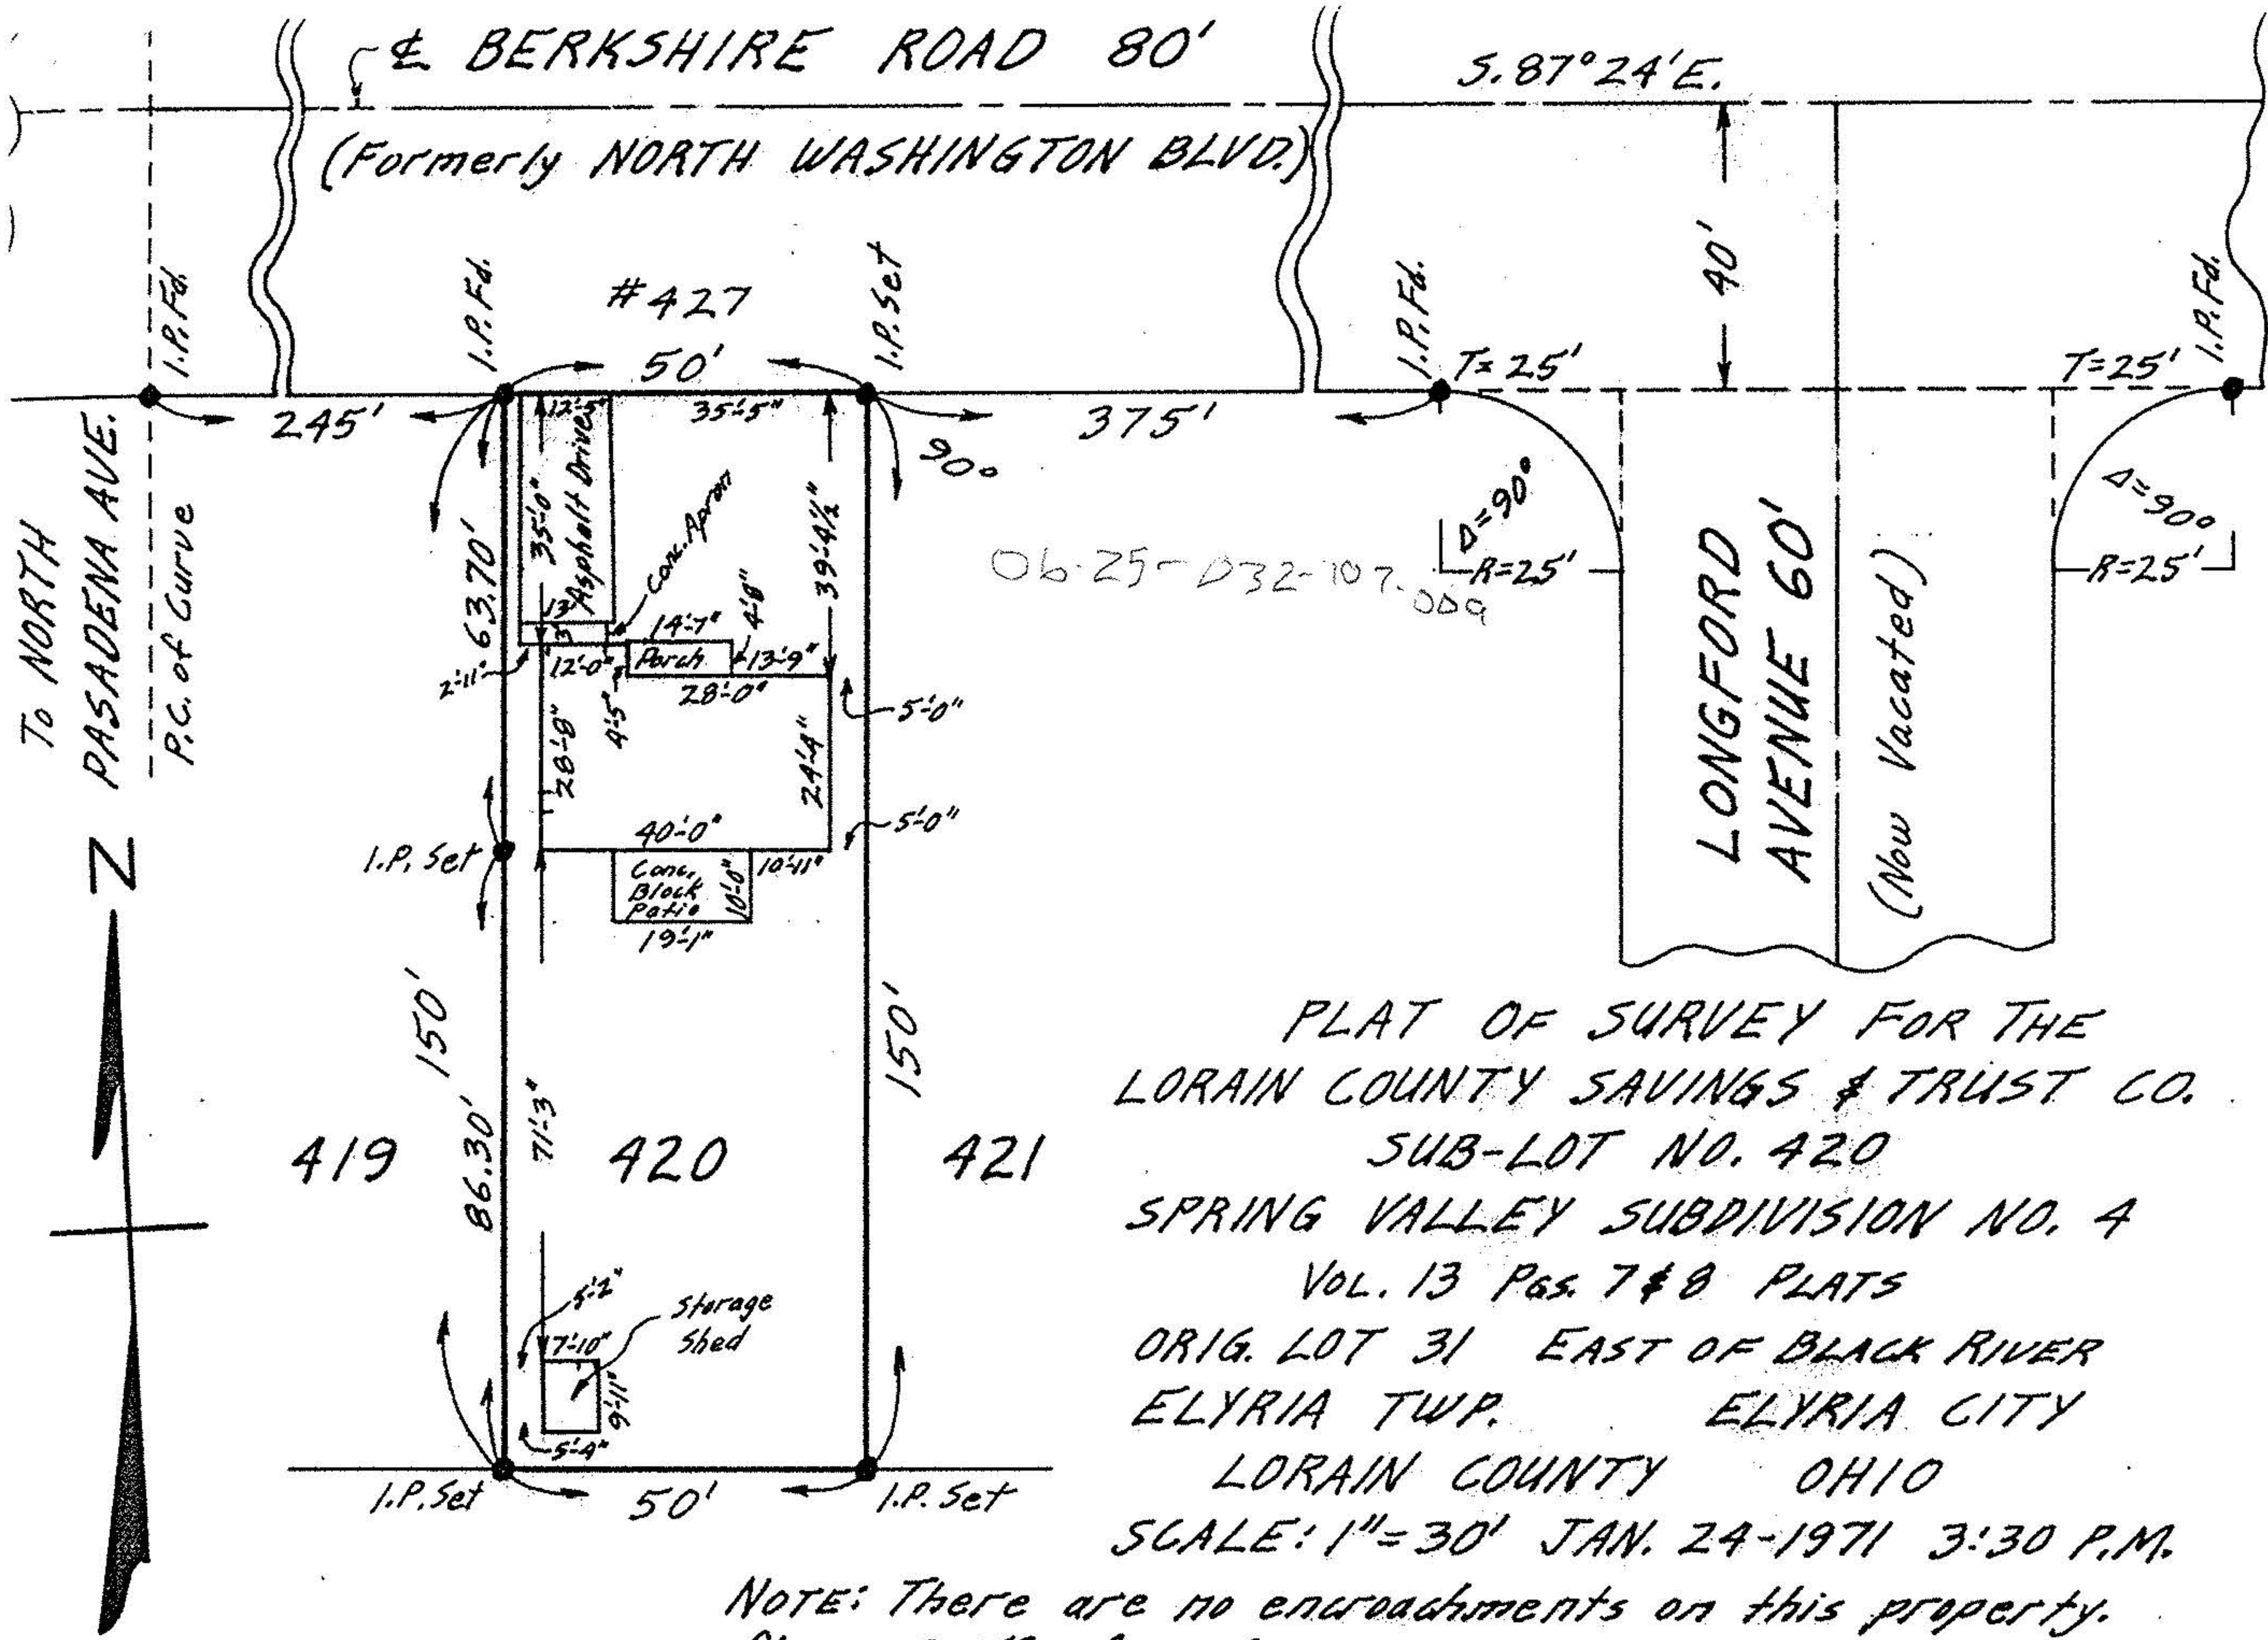 ℄ BERKSHIRE ROAD 80'
S. 87° 24' E.
(Formerly NORTH WASHINGTON BLVD.)
40'
I.P. Fd.
I.P. Fd.
#427
I.P. Set
I.P. Fd.
I.P. Fd.
50'
T=25'
T=25'
245'
12'-5"
35'-5"
375'
90°
35'-0"
Asphalt Drive
Conc. Apron
39'-4½"
63.70'
Δ=90°
R=25'
Δ=90°
R=25'
06-25-032-107-009
TO NORTH
PASADENA AVE.
P.C. of Curve
LONGFORD
AVENUE 60'
(Now Vacated)
13'
3'
14'-7"
4'-8"
2'-11"
12'-0"
Porch
13'-9"
28'-0"
4'-5"
5'-0"
28'-8"
24'-4"
40'-0"
5'-0"
N
I.P. Set
Conc.
Block
Patio
10'-0"
10'-11"
19'-1"
150'
150'
86.30'
71'-3"
419
420
421
5'-2"
Storage
Shed
7'-10"
9'-11"
5'-4"
I.P. Set
50'
I.P. Set
PLAT OF SURVEY FOR THE
LORAIN COUNTY SAVINGS & TRUST CO.
SUB-LOT NO. 420
SPRING VALLEY SUBDIVISION NO. 4
VOL. 13 PGS. 7 & 8 PLATS
ORIG. LOT 31 EAST OF BLACK RIVER
ELYRIA TWP. ELYRIA CITY
LORAIN COUNTY OHIO
SCALE: 1"=30' JAN. 24-1971 3:30 P.M.
NOTE: There are no encroachments on this property.